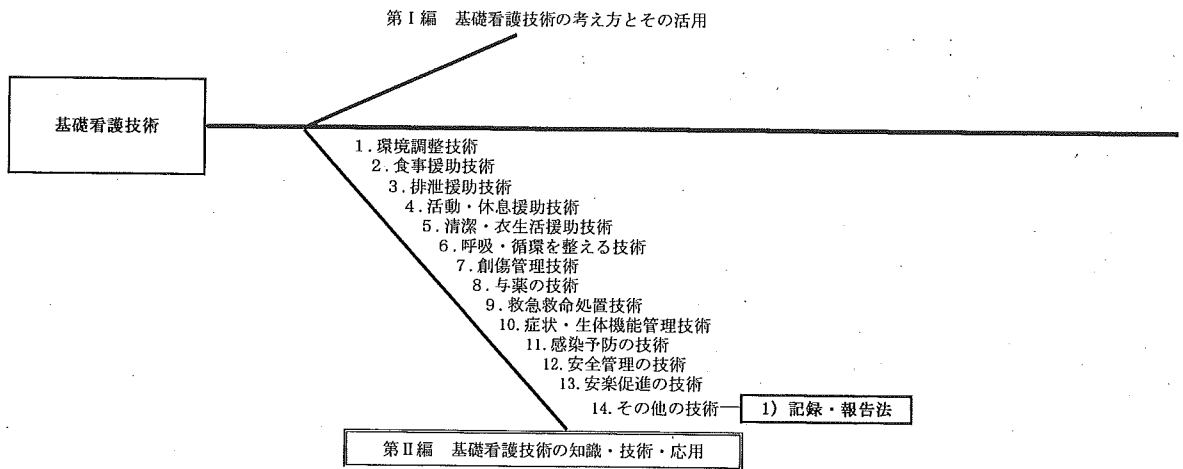 第Ⅰ編 基礎看護技術の考え方とその活用
基礎看護技術
1.環境調整技術
2.食事援助技術
3.排泄援助技術
4.活動・休息援助技術
5.清潔・衣生活援助技術
6.呼吸・循環を整える技術
7.創傷管理技術
8.与薬の技術
9.救急救命処置技術
10.症状・生体機能管理技術
11.感染予防の技術
12.安全管理の技術
13.安楽促進の技術
14.その他の技術 1) 記録・報告法
第Ⅱ編 基礎看護技術の知識・技術・応用